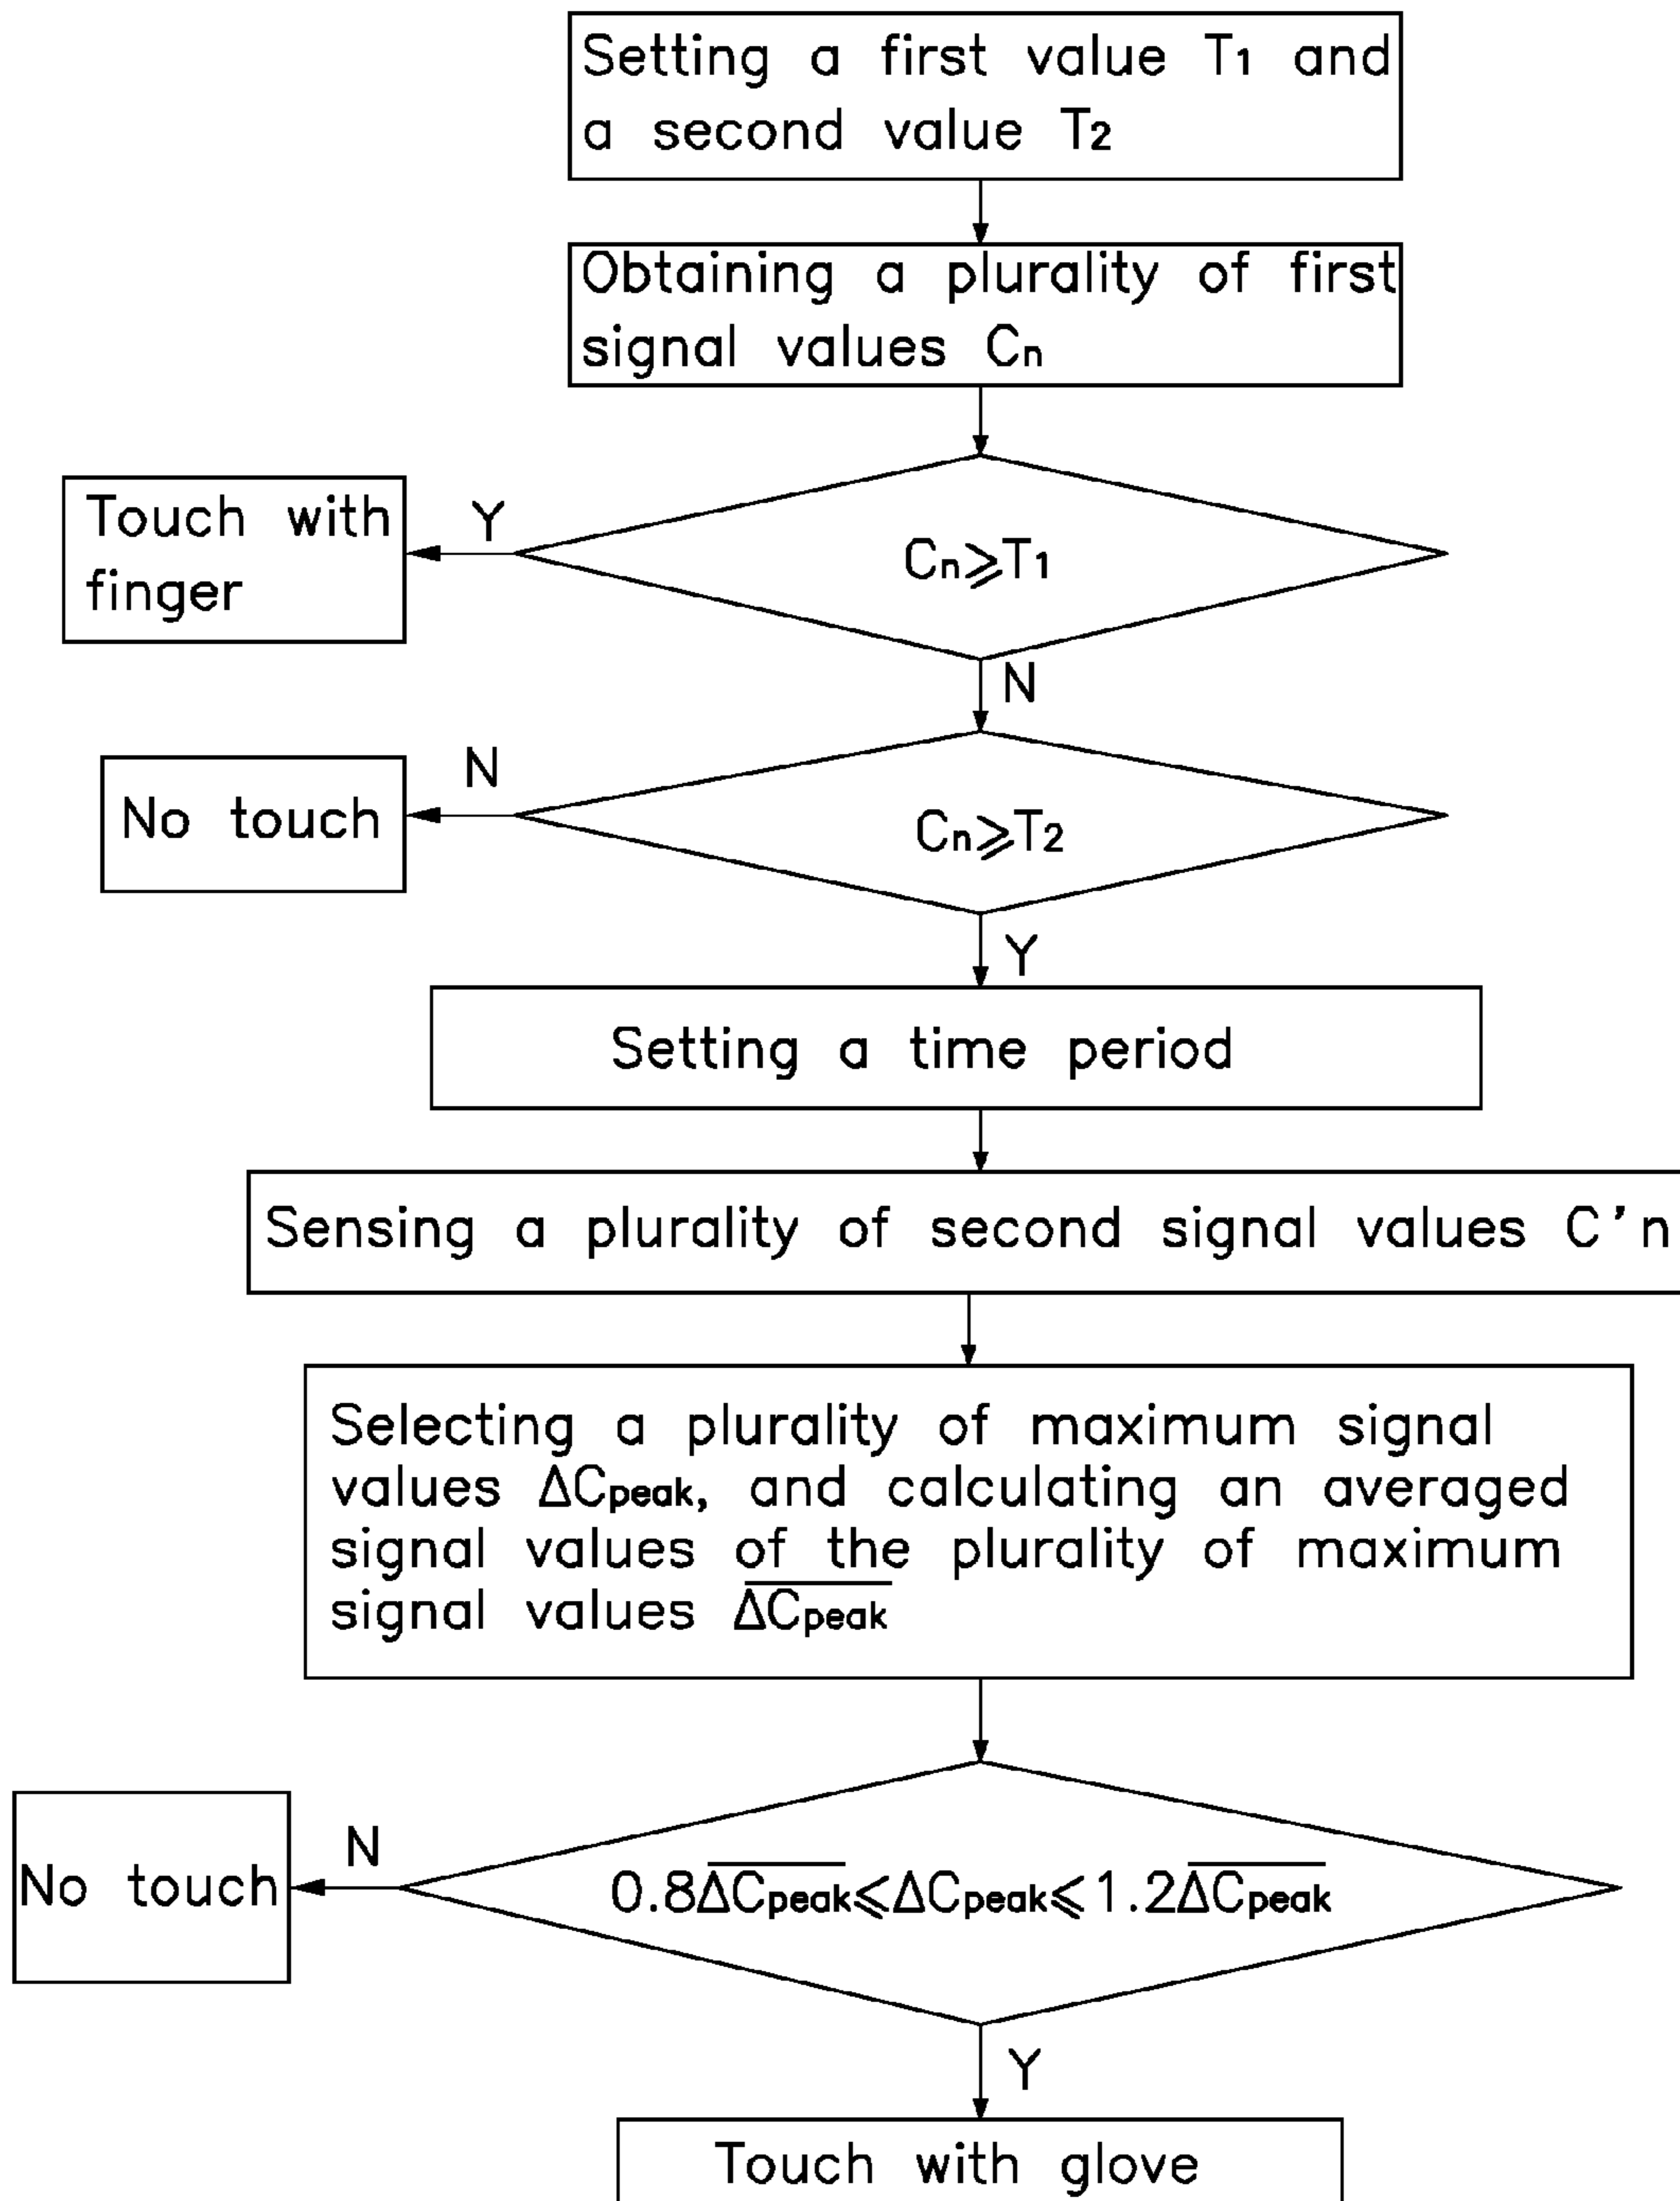 Setting a first value T1 and
a second value T2
Obtaining a plurality of first
signal values Cn
Cn⩾T1
Y
Touch with
finger
N
Cn⩾T2
N
No touch
Y
Setting a time period
Sensing a plurality of second signal values C'n
Selecting a plurality of maximum signal
values ΔCpeak, and calculating an averaged
signal values of the plurality of maximum
signal values Δ̅C̅p̅e̅a̅k̅
0.8Δ̅C̅p̅e̅a̅k̅⩽ΔCpeak⩽1.2Δ̅C̅p̅e̅a̅k̅
N
No touch
Y
Touch with glove